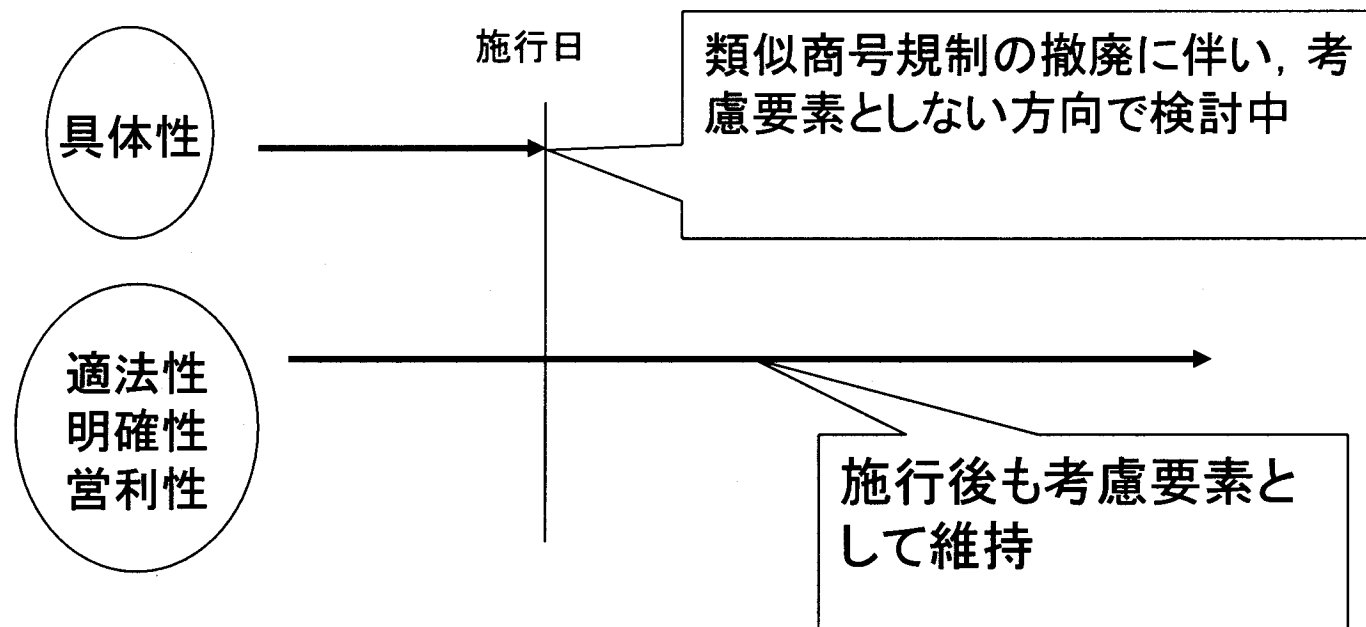 具体性
施行日
類似商号規制の撤廃に伴い，考
慮要素としない方向で検討中
適法性
明確性
営利性
施行後も考慮要素と
して維持